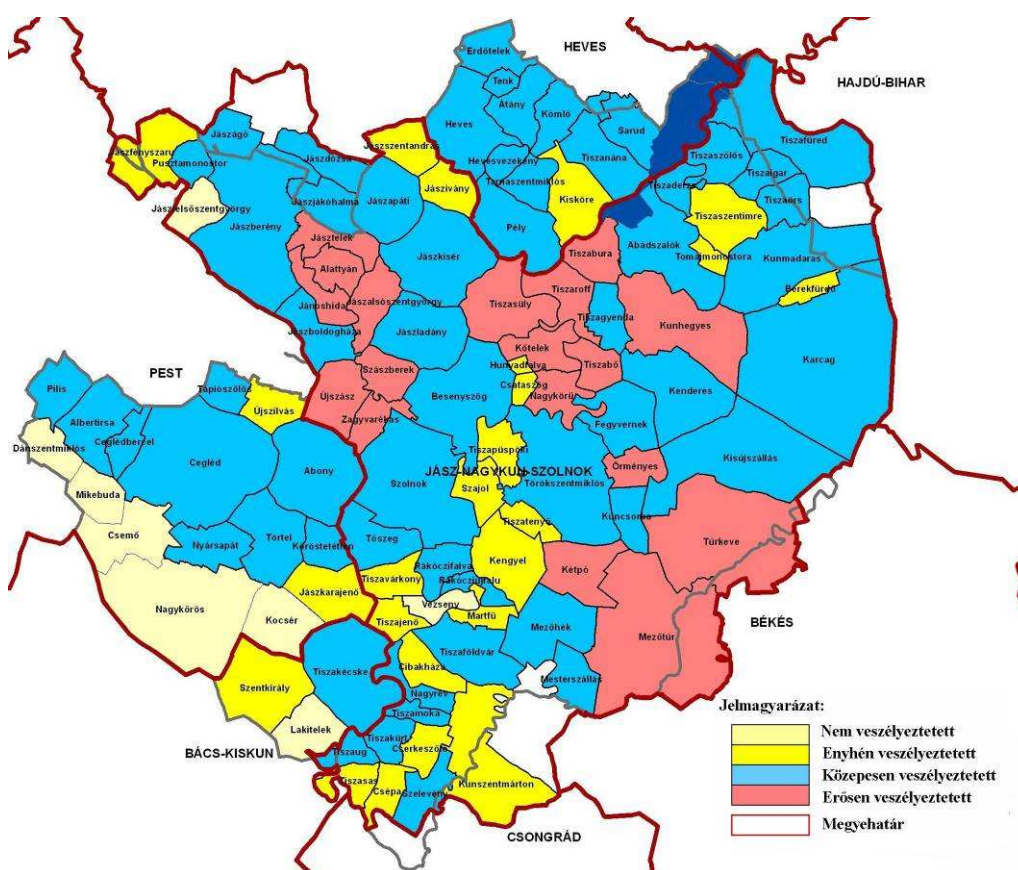 HEVES
HAJDÚ-BIHAR
Erdőtelek
Tenk
Átány
Heves
Kömlő
Sarud
Hevesvezekény
Tiszanána
Tarnaszentmiklós
Kisköre
Pély
Jászfényszaru
Jászágó
Pusztamonostor
Jászdózsa
Jászszentandrás
Jászivány
Jászfelsőszentgyörgy
Jászjákóhalma
Jászapáti
Jászberény
Jásztelek
Alattyán
Jászkisér
Jánoshida
Jászalsószentgyörgy
Jászboldogháza
Jászladány
Tiszafüred
Tiszaszőlős
Tiszaigar
Tiszaderzs
Tiszaörs
Tiszaszentimre
Abádszalók
Tomajmonostora
Kunmadaras
Berekfürdő
Tiszabura
Tiszaroff
Tiszasüly
Tiszagyenda
Kunhegyes
Karcag
Kőtelek
Hunyadfalva
Tiszabő
Csataszög
Nagykörű
Kenderes
Besenyszög
Fegyvernek
Kisújszállás
Szászberek
Újszász
Zagyvarékas
PEST
Pilis
Tápiószőlős
Albertirsa
Újszilvás
Ceglédbercel
Dánszentmiklós
Cegléd
Abony
Mikebuda
Csemő
Nyársapát
Törtel
Kőröstetétlen
Nagykőrös
Kocsér
Jászkarajenő
Tiszapüspöki
JÁSZ-NAGYKUN-SZOLNOK
Szolnok
Szajol
Törökszentmiklós
Örményes
Kuncsorba
Tiszatenyő
Túrkeve
Tószeg
Kengyel
Kétpó
Rákóczifalva
Rákócziújfalu
Tiszavárkony
Vezseny
Martfű
Tiszajenő
Mezőhék
Mezőtúr
BÉKÉS
Tiszaföldvár
Cibakháza
Mesterszállás
Tiszakécske
Szentkirály
Nagyrév
Lakitelek
BÁCS-KISKUN
Tiszaug
Tiszakürt
Cserkeszőlő
Tiszasas
Csépa
Szelevény
Kunszentmárton
CSONGRÁD
Jelmagyarázat:
Nem veszélyeztetett
Enyhén veszélyeztetett
Közepesen veszélyeztetett
Erősen veszélyeztetett
Megyehatár